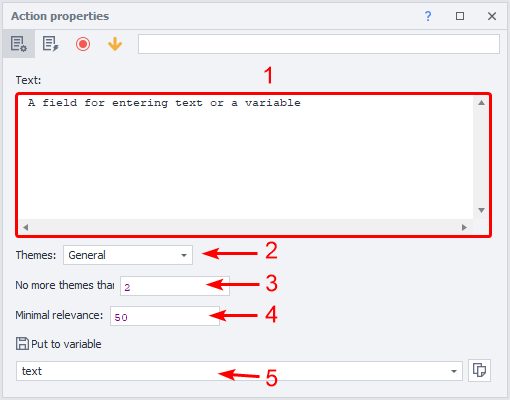 Action properties
?
1
Text:
A field for entering text or a variable
Themes: General 2
No more themes than 2 3
Minimal relevance: 50 4
Put to variable
text
5